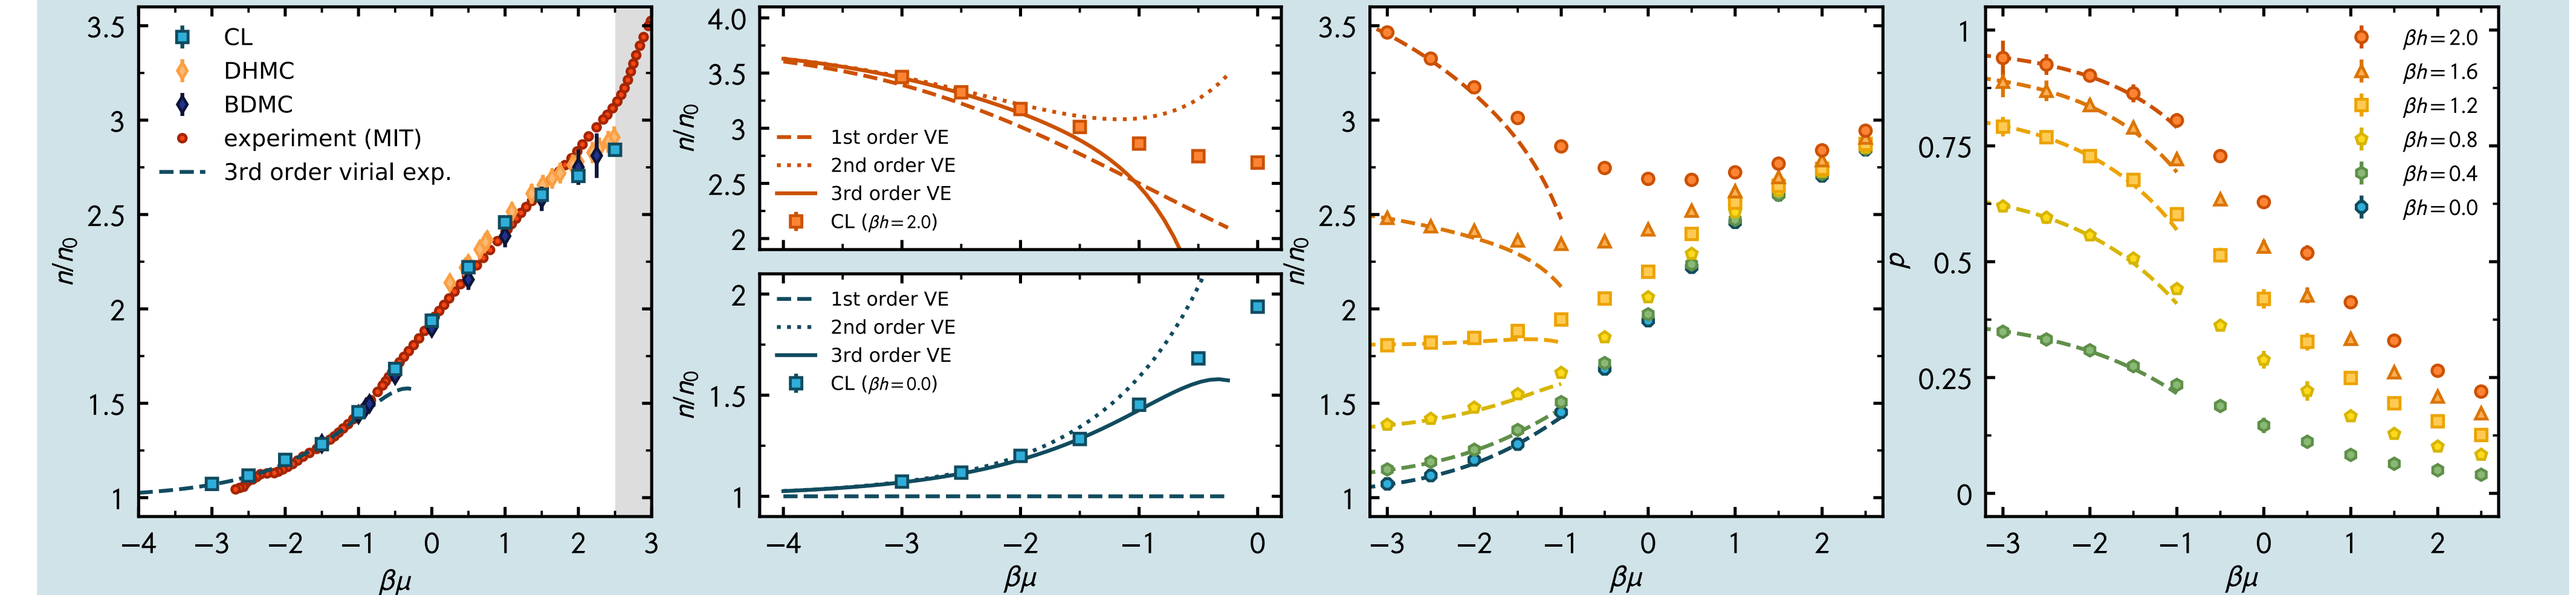 n/n₀
3.5
3
2.5
2
1.5
1
CL
DHMC
BDMC
experiment (MIT)
3rd order virial exp.
−4 −3 −2 −1 0 1 2 3
βμ
n/n₀
4.0
3.5
3
2.5
2
1st order VE
2nd order VE
3rd order VE
CL (βh=2.0)
n/n₀
2
1.5
1
1st order VE
2nd order VE
3rd order VE
CL (βh=0.0)
−4 −3 −2 −1 0
βμ
n/n₀
3.5
3
2.5
2
1.5
1
−3 −2 −1 0 1 2
βμ
p
1
0.75
0.5
0.25
0
βh=2.0
βh=1.6
βh=1.2
βh=0.8
βh=0.4
βh=0.0
−3 −2 −1 0 1 2
βμ